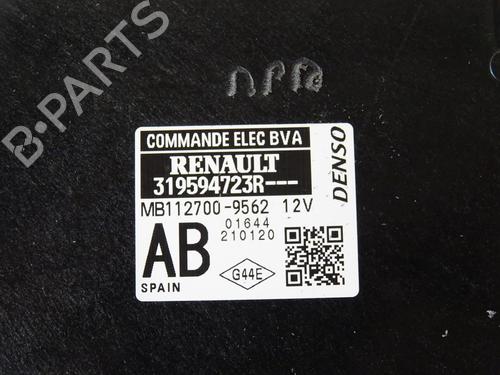 COMMANDE ELEC BVA
RENAULT
319594723R---
MB112700-9562 12V
DENSO
01644
210120
AB
G44E
SPAIN
B-PARTS